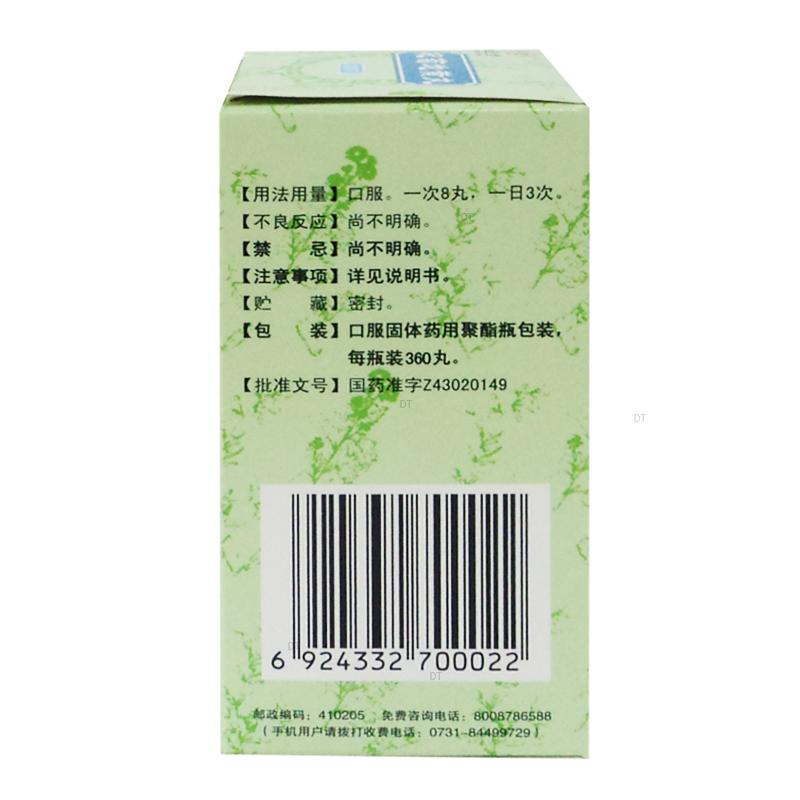 【用法用量】口服。一次8丸，一日3次。
【不良反应】尚不明确。
【禁 忌】尚不明确。
【注意事项】详见说明书。
【贮 藏】密封。
【包 装】口服固体药用聚酯瓶包装，
每瓶装360丸。
【批准文号】国药准字Z43020149
6 924332 700022
邮政编码：410205 免费咨询电话：8008786588
（手机用户请拨打收费电话：0731-84499729）
DT
DT
DT
DT
DT